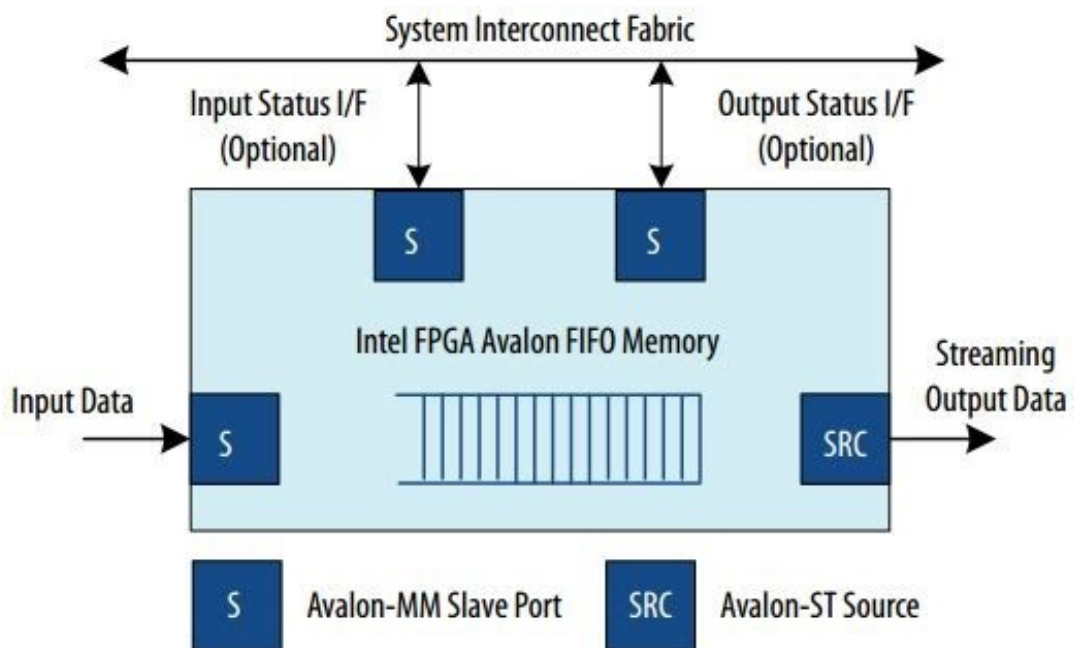 System Interconnect Fabric
Input Status I/F
(Optional)
Output Status I/F
(Optional)
S
S
Intel FPGA Avalon FIFO Memory
Input Data
S
SRC
Streaming
Output Data
S
Avalon-MM Slave Port
SRC
Avalon-ST Source